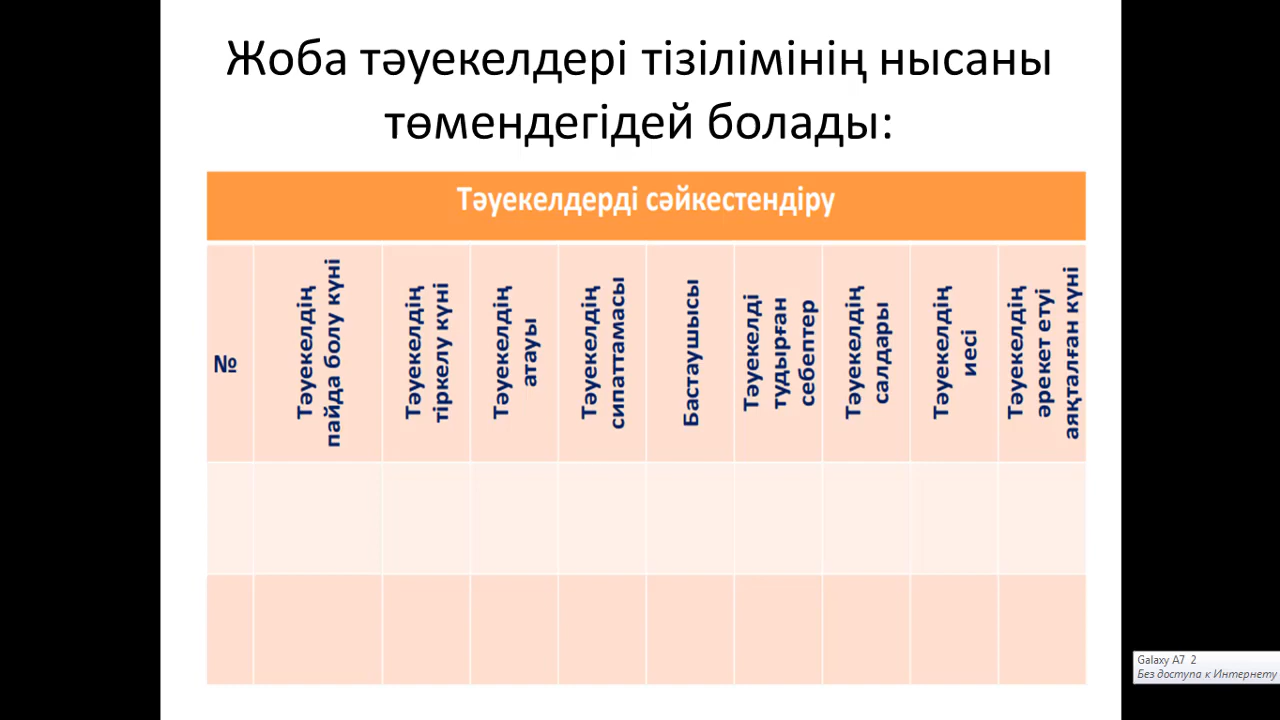 Жоба тәуекелдері тізілімінің нысаны
төмендегідей болады:
Тәуекелдерді сәйкестендіру
№
Тәуекелдің
пайда болу күні
Тәуекелдің
тіркелу күні
Тәуекелдің
атауы
Тәуекелдің
сипаттамасы
Бастаушысы
Тәуекелді
тудырған
себептер
Тәуекелдің
салдары
Тәуекелдің
иесі
Тәуекелдің
әрекет етуі
аяқталған күні
Galaxy A7 2
Без доступа к Интернету